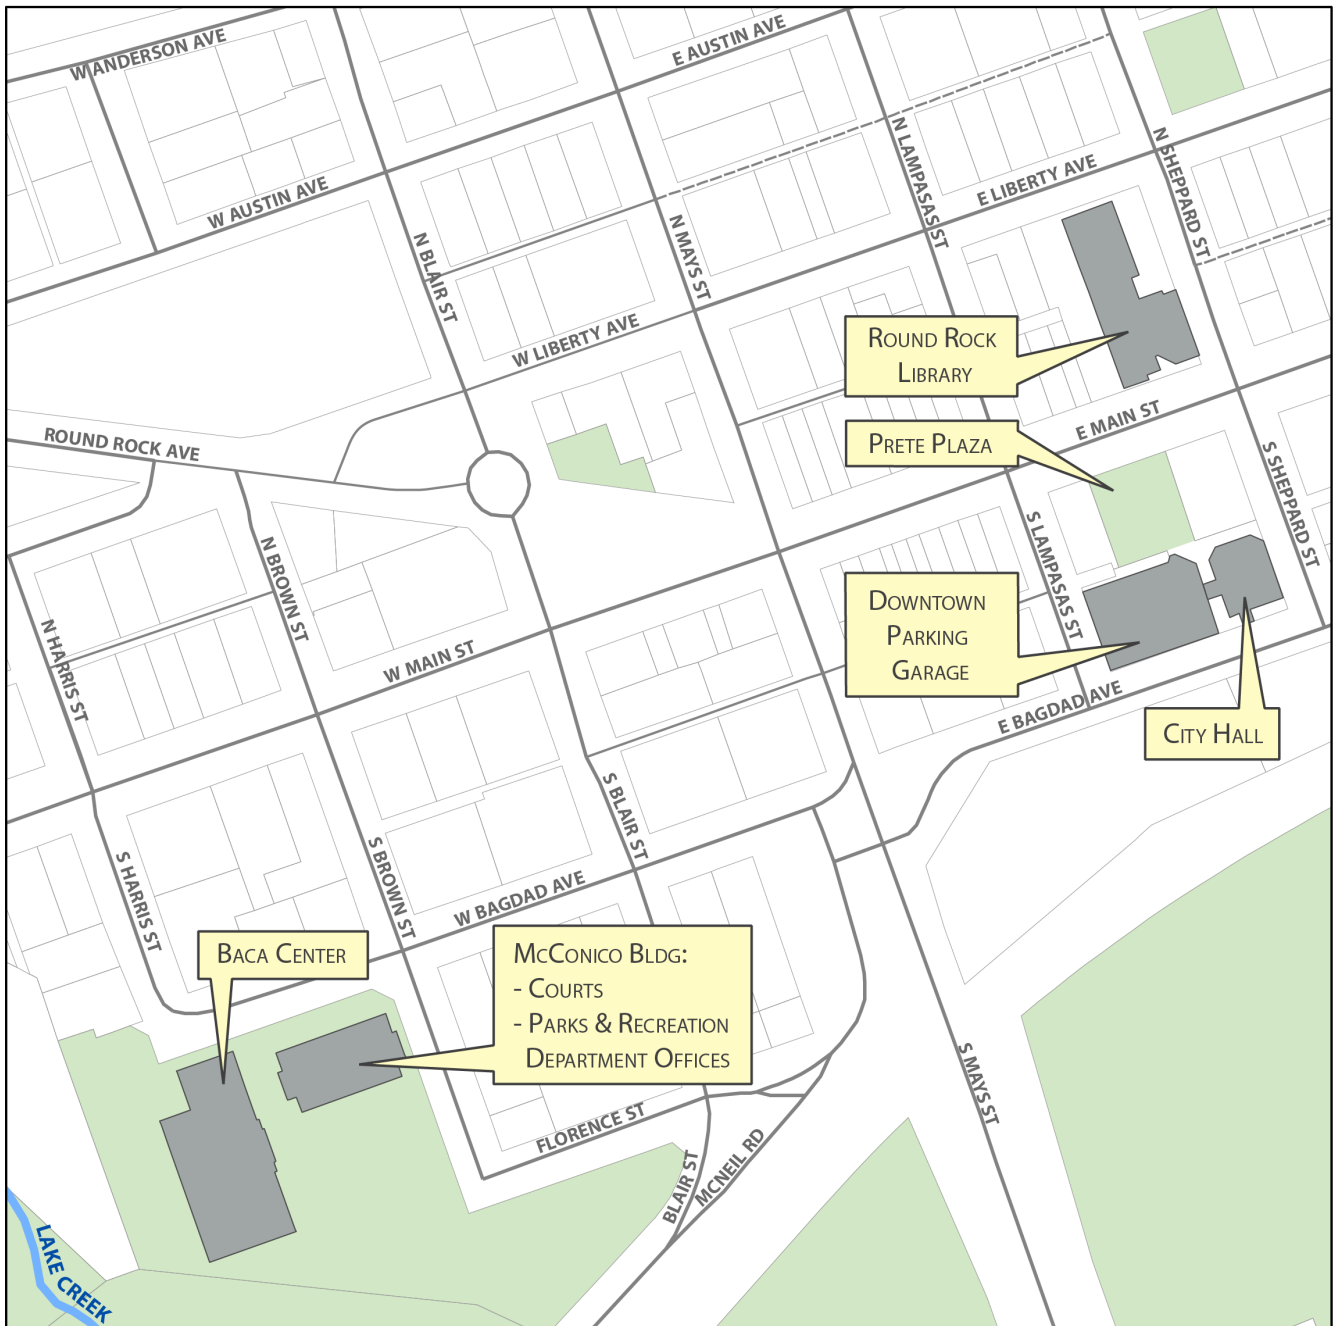 W ANDERSON AVE
E AUSTIN AVE
W AUSTIN AVE
N LAMPASAS ST
N SHEPPARD ST
E LIBERTY AVE
N BLAIR ST
N MAYS ST
W LIBERTY AVE
ROUND ROCK
LIBRARY
ROUND ROCK AVE
PRETE PLAZA
E MAIN ST
S SHEPPARD ST
N BROWN ST
S LAMPASAS ST
N HARRIS ST
DOWNTOWN
PARKING
GARAGE
W MAIN ST
E BAGDAD AVE
CITY HALL
S BLAIR ST
S HARRIS ST
S BROWN ST
W BAGDAD AVE
BACA CENTER
MCCONICO BLDG:
- COURTS
- PARKS & RECREATION
DEPARTMENT OFFICES
S MAYS ST
FLORENCE ST
BLAIR ST
MCNEIL RD
LAKE CREEK